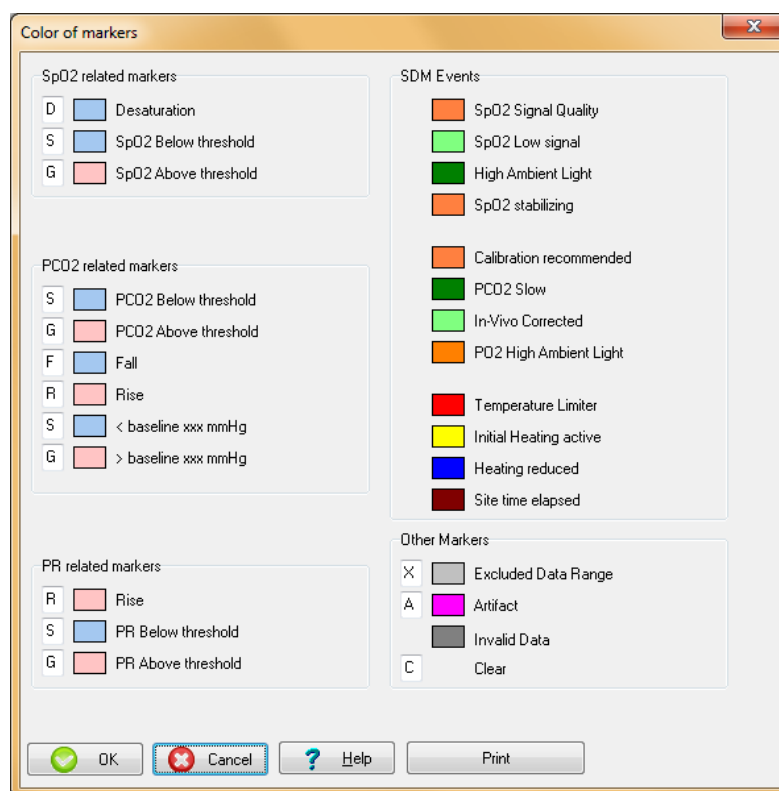 Color of markers
SpO2 related markers
D Desaturation
S SpO2 Below threshold
G SpO2 Above threshold
PCO2 related markers
S PCO2 Below threshold
G PCO2 Above threshold
F Fall
R Rise
S < baseline xxx mmHg
G > baseline xxx mmHg
PR related markers
R Rise
S PR Below threshold
G PR Above threshold
SDM Events
SpO2 Signal Quality
SpO2 Low signal
High Ambient Light
SpO2 stabilizing
Calibration recommended
PCO2 Slow
In-Vivo Corrected
PO2 High Ambient Light
Temperature Limiter
Initial Heating active
Heating reduced
Site time elapsed
Other Markers
X Excluded Data Range
A Artifact
Invalid Data
C Clear
OK Cancel ? Help Print